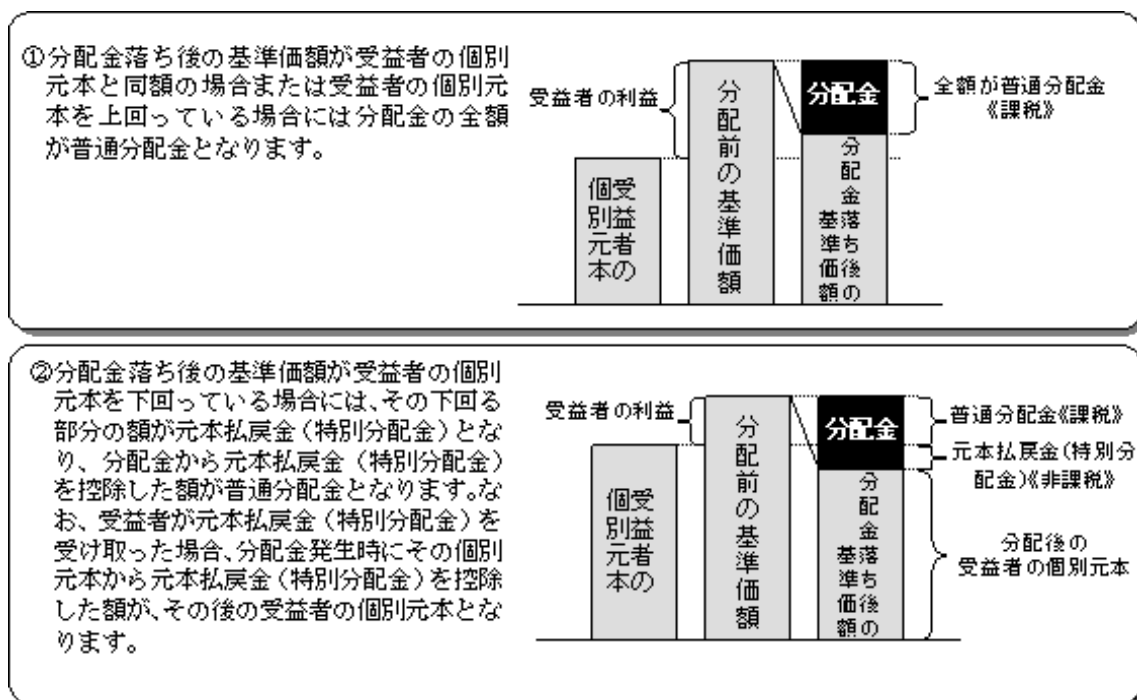 ①分配金落ち後の基準価額が受益者の個別
元本と同額の場合または受益者の個別元
本を上回っている場合には分配金の全額
が普通分配金となります。
受益者の利益
受益者の
個別元本
分配前の基準価額
分配金
分配金落ち後の
基準価額
全額が普通分配金
《課税》
②分配金落ち後の基準価額が受益者の個別
元本を下回っている場合には、その下回る
部分の額が元本払戻金(特別分配金)とな
り、分配金から元本払戻金(特別分配金)
を控除した額が普通分配金となります。な
お、受益者が元本払戻金(特別分配金)を
受け取った場合、分配金発生時にその個別
元本から元本払戻金(特別分配金)を控除
した額が、その後の受益者の個別元本とな
ります。
受益者の利益
受益者の
個別元本
分配前の基準価額
分配金
分配金落ち後の
基準価額
普通分配金《課税》
元本払戻金(特別分
配金)《非課税》
分配後の
受益者の個別元本